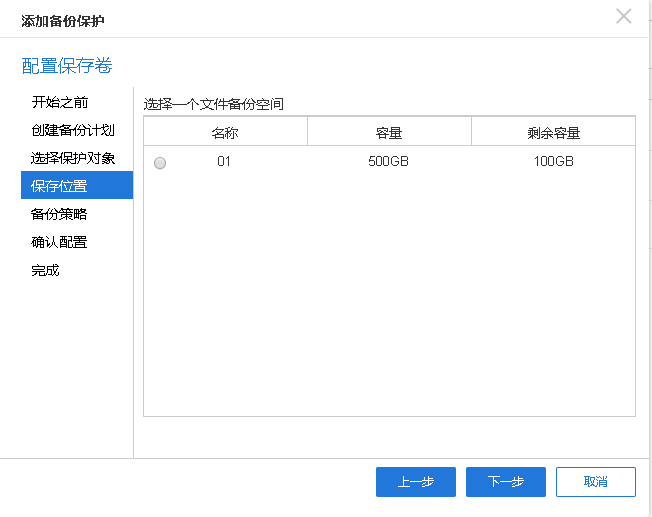 添加备份保护
配置保存卷
开始之前
创建备份计划
选择保护对象
保存位置
备份策略
确认配置
完成
选择一个文件备份空间
名称 容量 剩余容量
01 500GB 100GB
上一步 下一步 取消